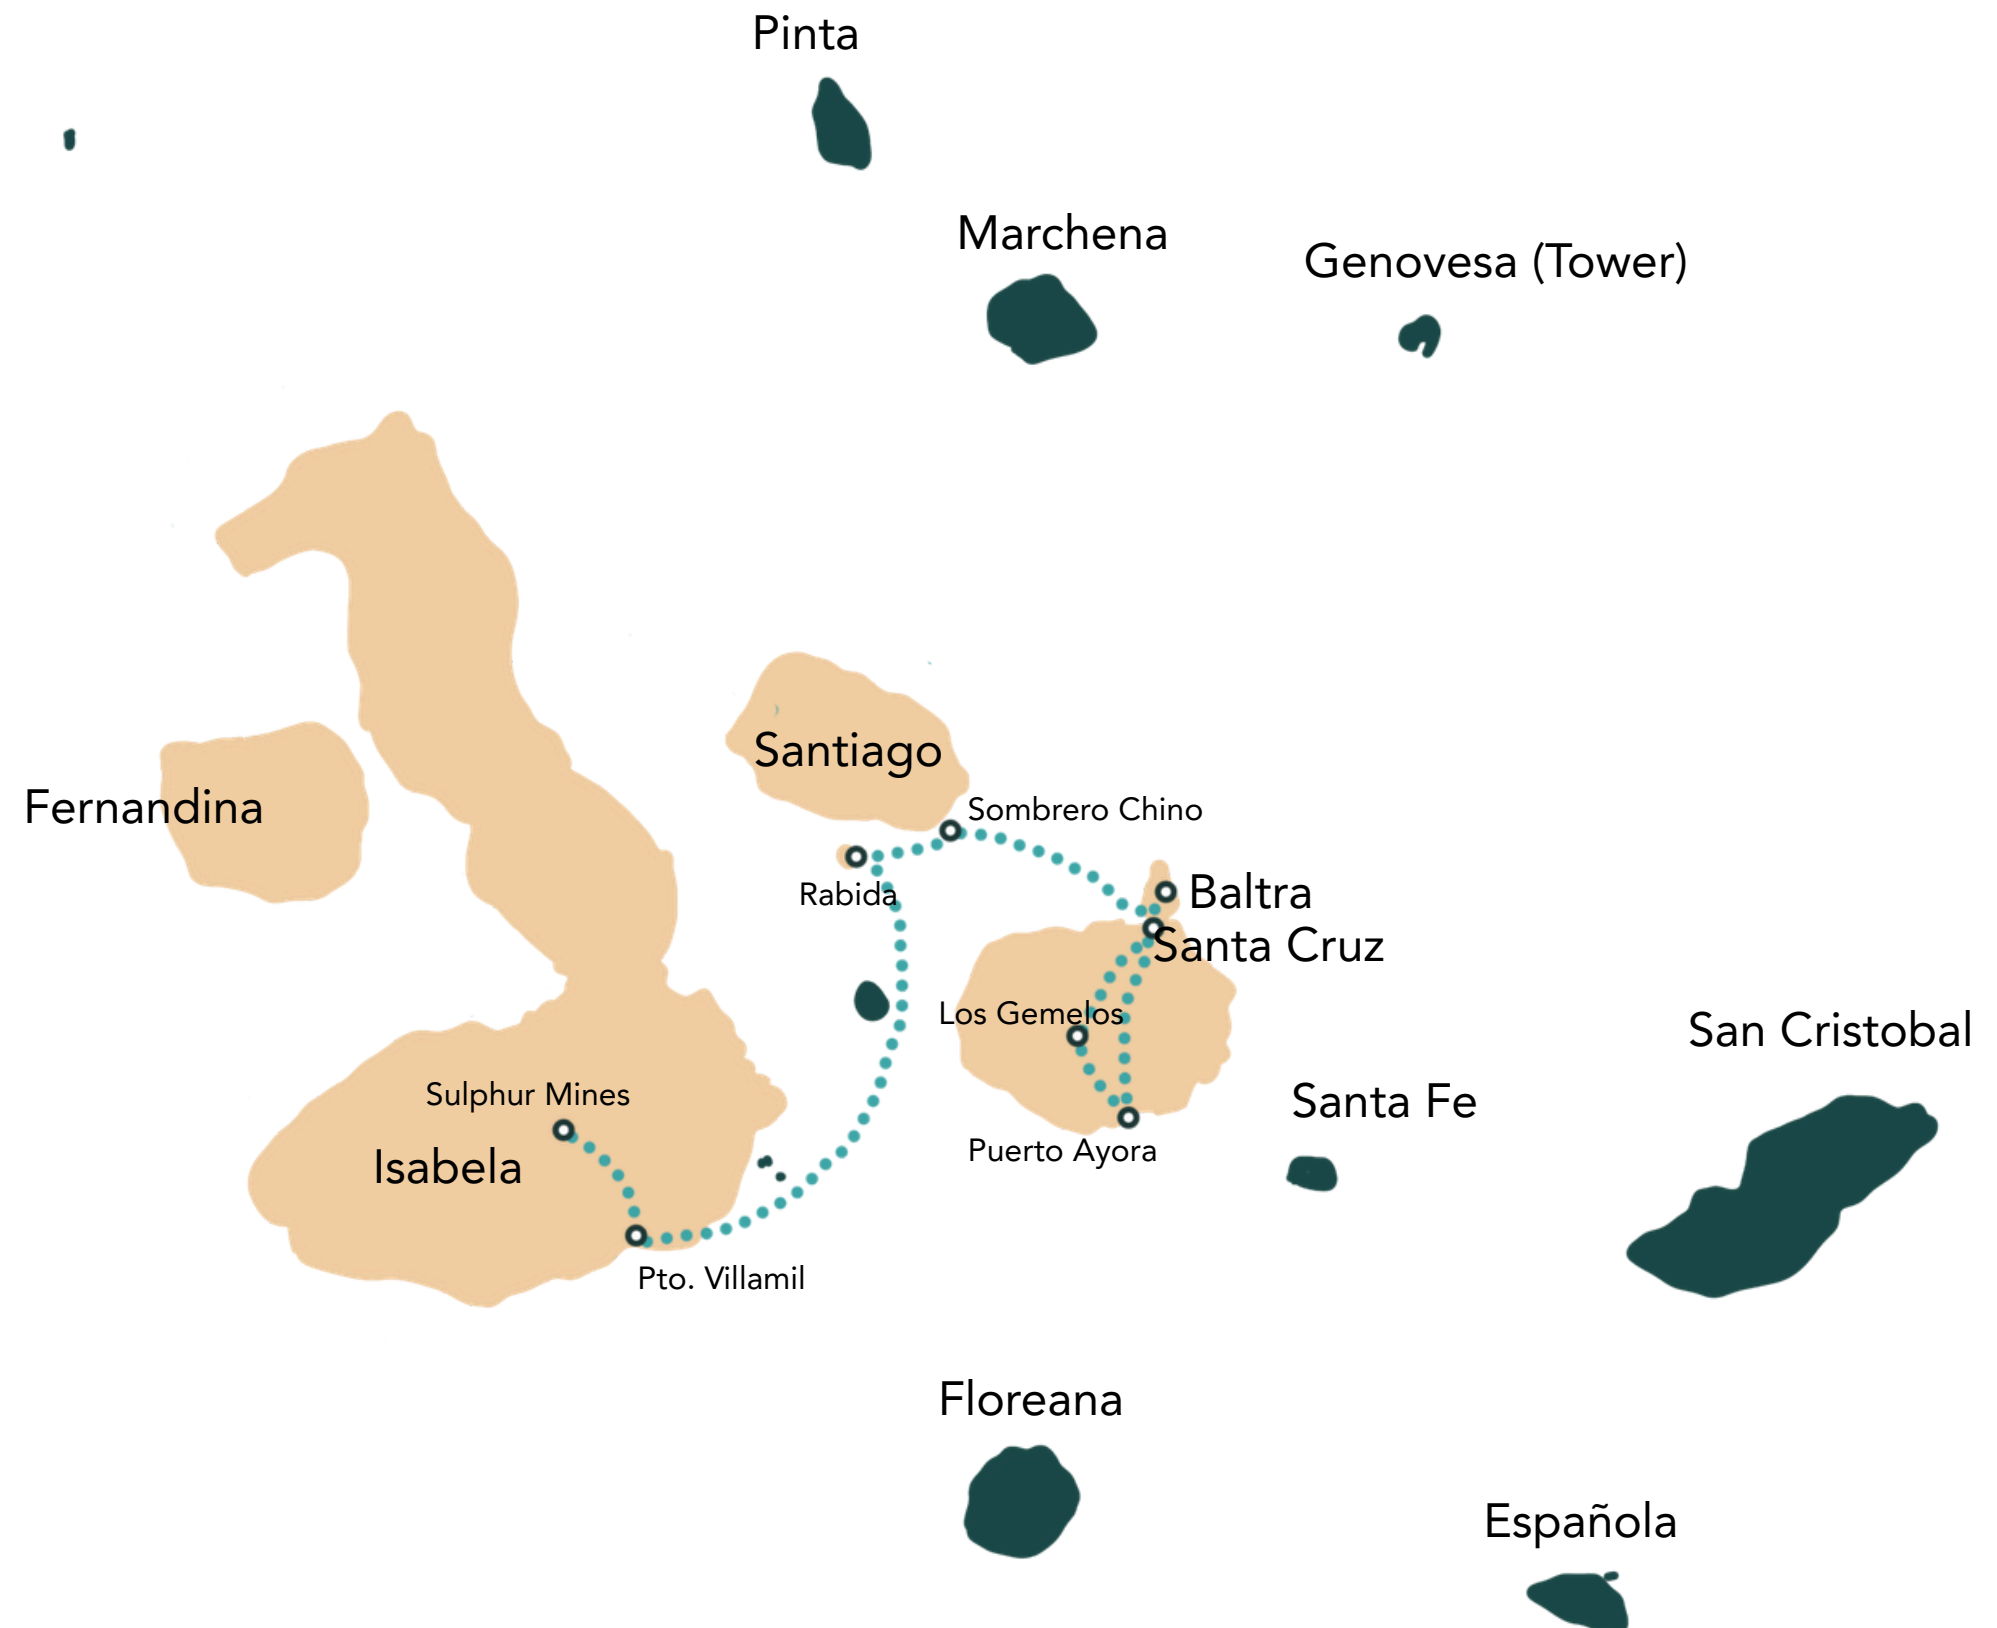 Pinta
Marchena
Genovesa (Tower)
Santiago
Fernandina
Sombrero Chino
Rabida
Baltra
Santa Cruz
Los Gemelos
San Cristobal
Sulphur Mines
Santa Fe
Puerto Ayora
Isabela
Pto. Villamil
Floreana
Española